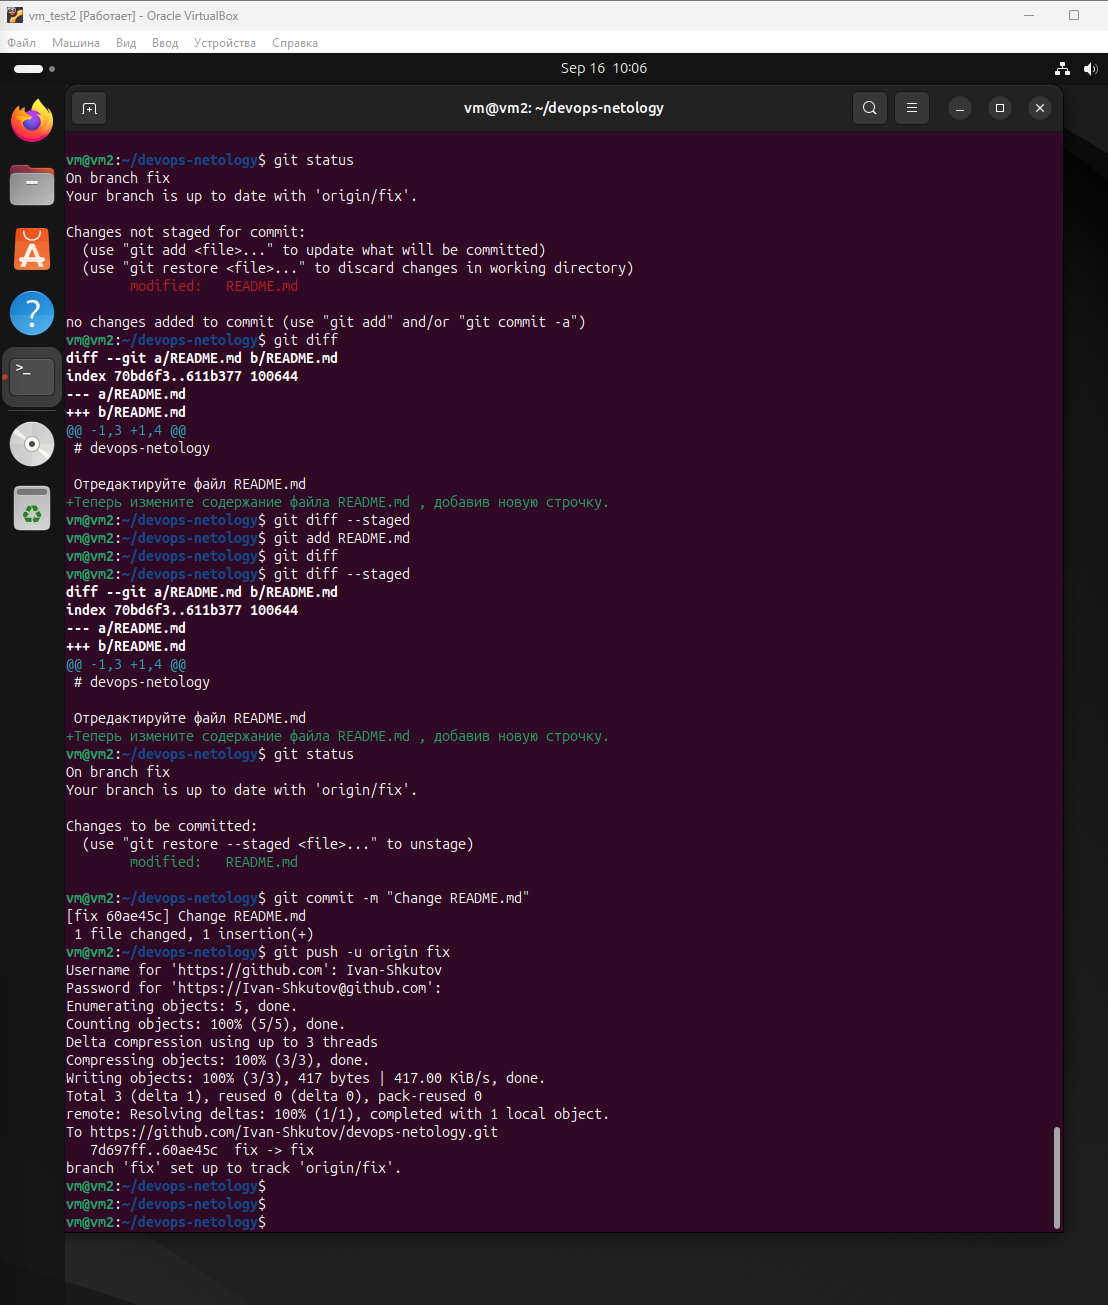 vm_test2 [Работает] - Oracle VirtualBox
Файл Машина Вид Ввод Устройства Справка
Sep 16 10:06
vm@vm2: ~/devops-netology
vm@vm2:~/devops-netology$ git status
On branch fix
Your branch is up to date with 'origin/fix'.
Changes not staged for commit:
  (use "git add <file>..." to update what will be committed)
  (use "git restore <file>..." to discard changes in working directory)
        modified:   README.md
no changes added to commit (use "git add" and/or "git commit -a")
vm@vm2:~/devops-netology$ git diff
diff --git a/README.md b/README.md
index 70bd6f3..611b377 100644
--- a/README.md
+++ b/README.md
@@ -1,3 +1,4 @@
 # devops-netology
 Отредактируйте файл README.md
+Теперь измените содержание файла README.md , добавив новую строчку.
vm@vm2:~/devops-netology$ git diff --staged
vm@vm2:~/devops-netology$ git add README.md
vm@vm2:~/devops-netology$ git diff
vm@vm2:~/devops-netology$ git diff --staged
diff --git a/README.md b/README.md
index 70bd6f3..611b377 100644
--- a/README.md
+++ b/README.md
@@ -1,3 +1,4 @@
 # devops-netology
 Отредактируйте файл README.md
+Теперь измените содержание файла README.md , добавив новую строчку.
vm@vm2:~/devops-netology$ git status
On branch fix
Your branch is up to date with 'origin/fix'.
Changes to be committed:
  (use "git restore --staged <file>..." to unstage)
        modified:   README.md
vm@vm2:~/devops-netology$ git commit -m "Change README.md"
[fix 60ae45c] Change README.md
 1 file changed, 1 insertion(+)
vm@vm2:~/devops-netology$ git push -u origin fix
Username for 'https://github.com': Ivan-Shkutov
Password for 'https://Ivan-Shkutov@github.com':
Enumerating objects: 5, done.
Counting objects: 100% (5/5), done.
Delta compression using up to 3 threads
Compressing objects: 100% (3/3), done.
Writing objects: 100% (3/3), 417 bytes | 417.00 KiB/s, done.
Total 3 (delta 1), reused 0 (delta 0), pack-reused 0
remote: Resolving deltas: 100% (1/1), completed with 1 local object.
To https://github.com/Ivan-Shkutov/devops-netology.git
   7d697ff..60ae45c  fix -> fix
branch 'fix' set up to track 'origin/fix'.
vm@vm2:~/devops-netology$
vm@vm2:~/devops-netology$
vm@vm2:~/devops-netology$